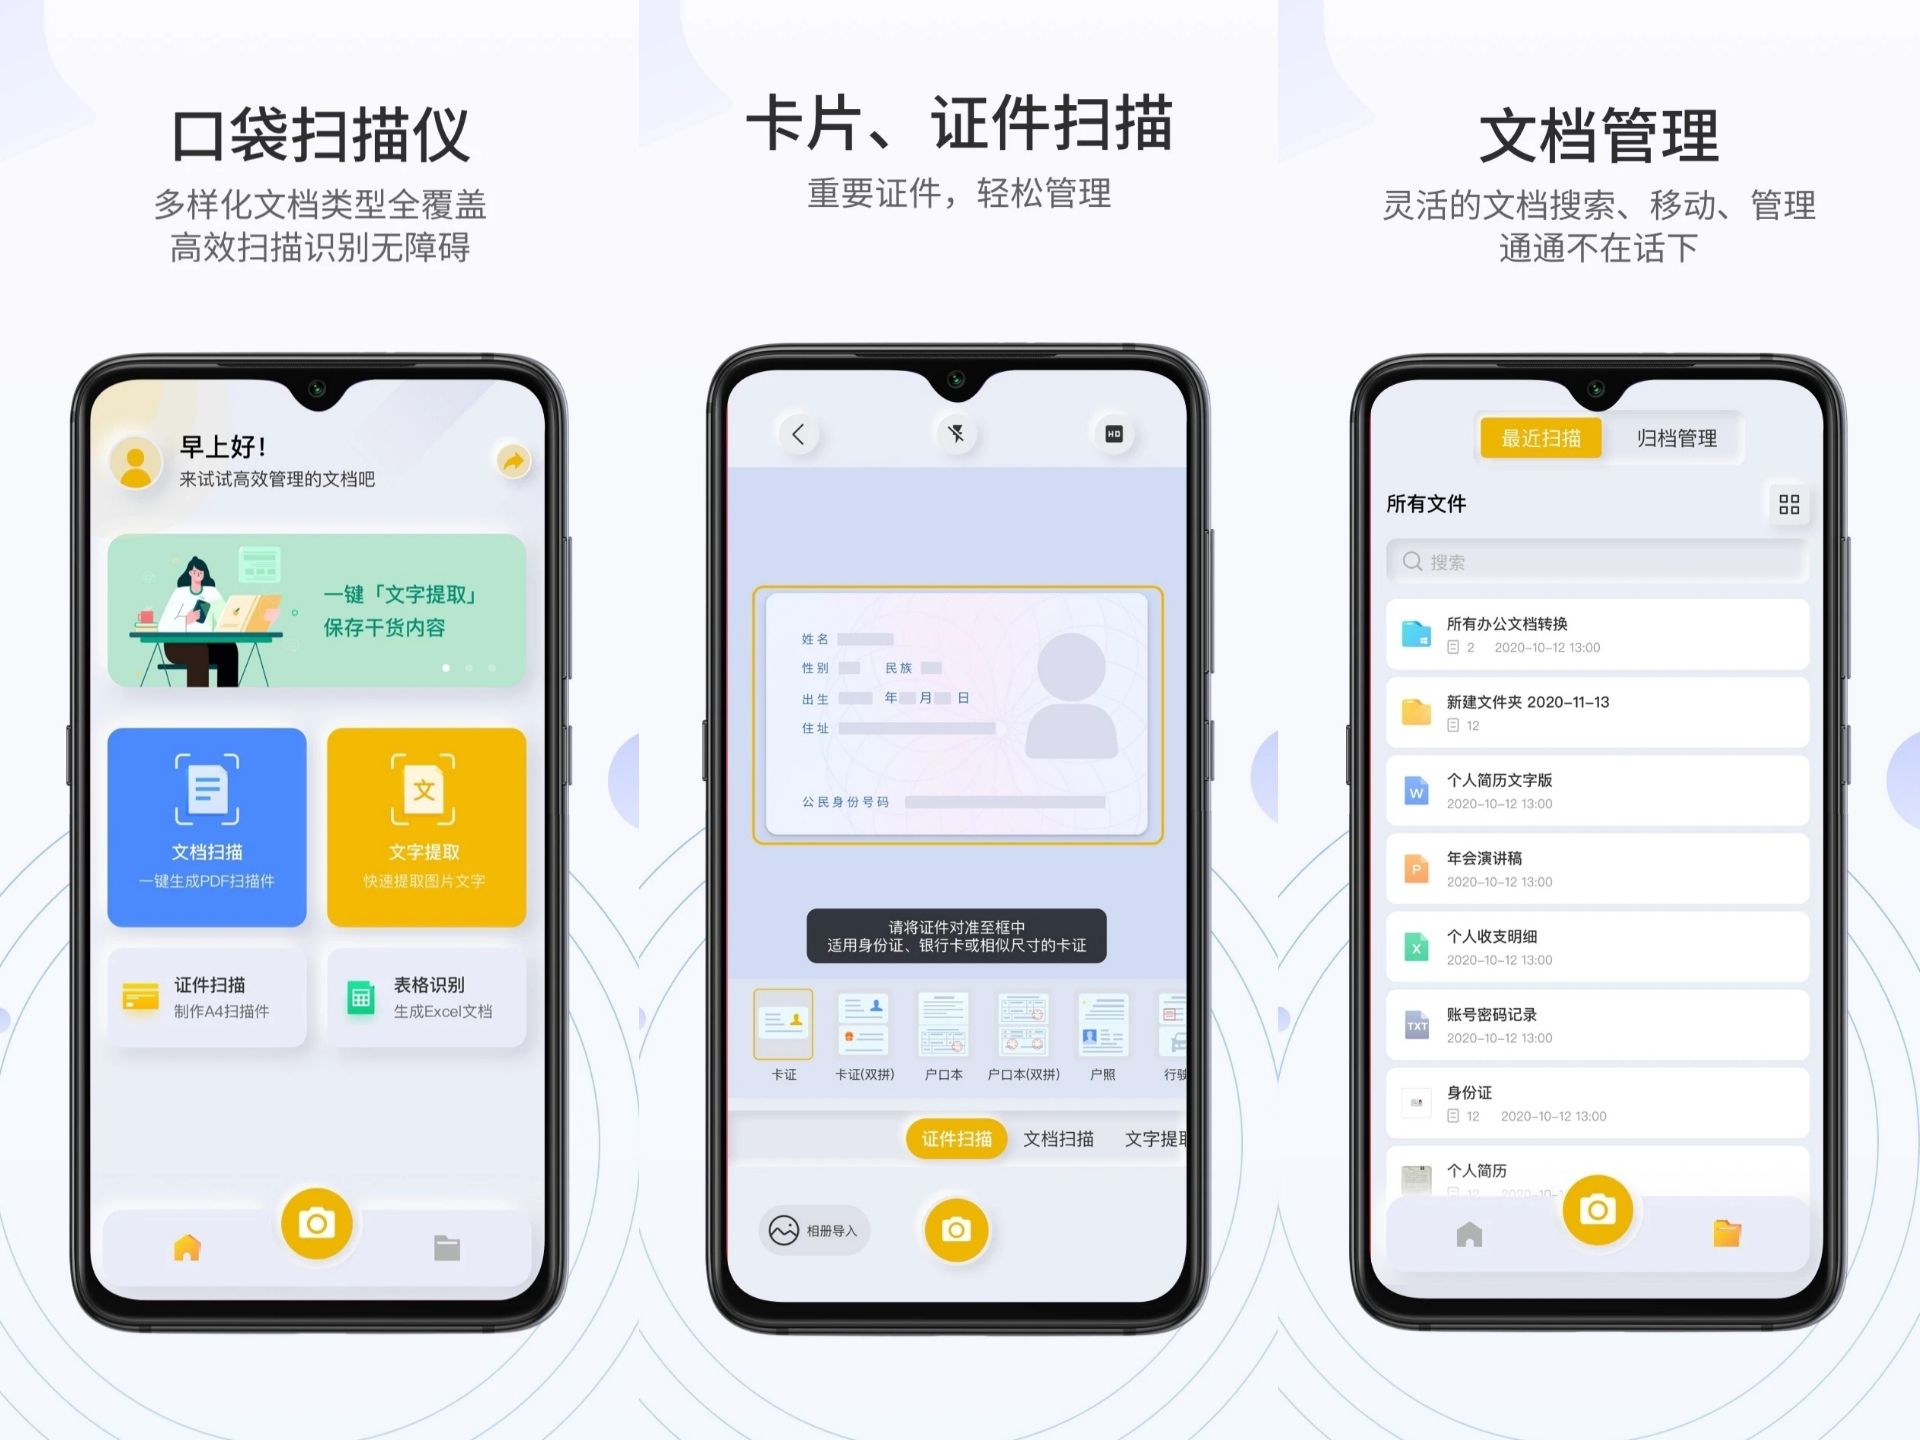 口袋扫描仪
多样化文档类型全覆盖
高效扫描识别无障碍
早上好！
来试试高效管理的文档吧
一键「文字提取」
保存干货内容
文档扫描
一键生成PDF扫描件
文
文字提取
快速提取图片文字
证件扫描
制作A4扫描件
表格识别
生成Excel文档
卡片、证件扫描
重要证件，轻松管理
HD
姓名
性别 民族
出生 年 月 日
住址
公民身份号码
请将证件对准至框中
适用身份证、银行卡或相似尺寸的卡证
卡证 卡证(双拼) 户口本 户口本(双拼) 户照 行驶
证件扫描 文档扫描 文字提取
相册导入
文档管理
灵活的文档搜索、移动、管理
通通不在话下
最近扫描 归档管理
所有文件
搜索
所有办公文档转换
2 2020-10-12 13:00
新建文件夹 2020-11-13
12
W
个人简历文字版
2020-10-12 13:00
P
年会演讲稿
2020-10-12 13:00
X
个人收支明细
2020-10-12 13:00
TXT
账号密码记录
2020-10-12 13:00
身份证
12 2020-10-12 13:00
个人简历
12 2020-10-1